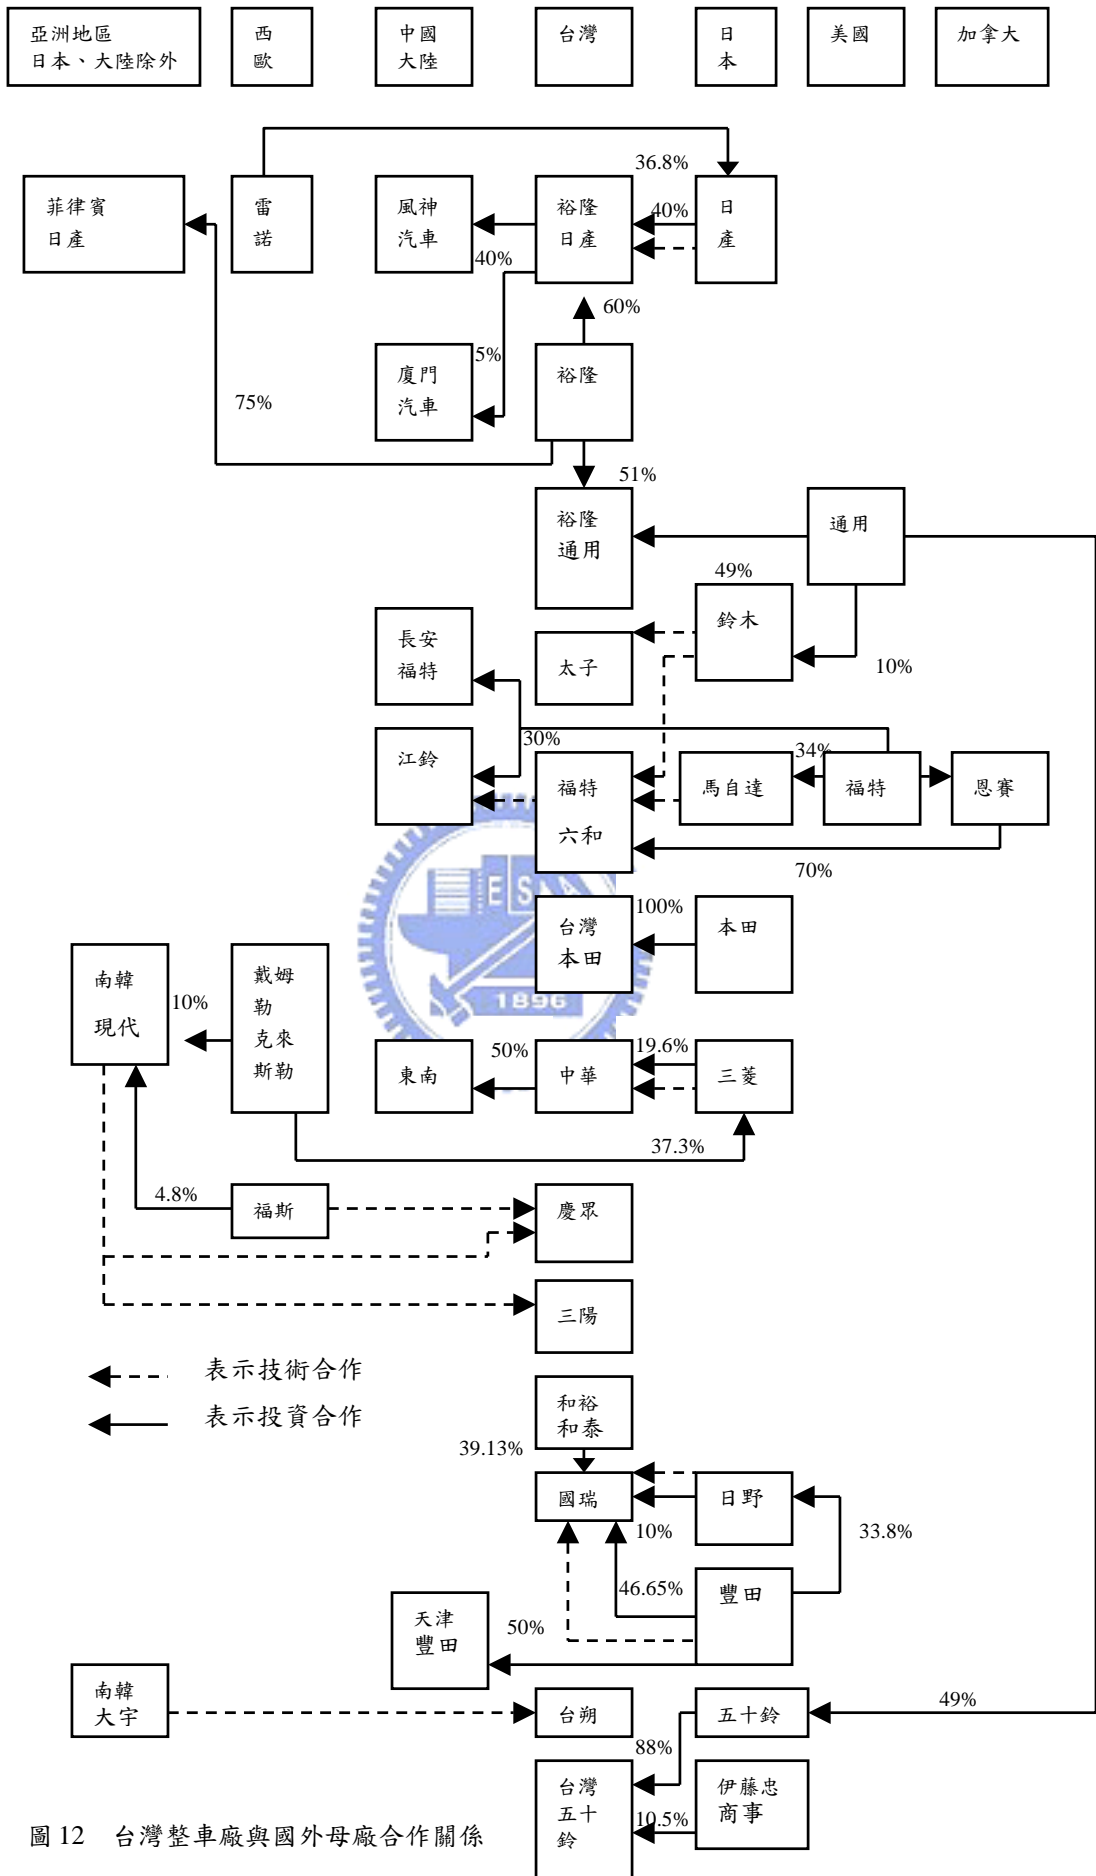 亞洲地區
日本、大陸除外
西
歐
中國
大陸
台灣
日
本
美國
加拿大
36.8%
菲律賓
日產
雷
諾
風神
汽車
裕隆
日產
40%
日
產
40%
60%
廈門
汽車
5%
裕隆
75%
51%
裕隆
通用
通用
49%
長安
福特
太子
鈴木
10%
江鈴
30%
福特
六和
馬自達
34%
福特
恩賽
70%
ESA
1896
100%
台灣
本田
本田
南韓
現代
10%
戴姆
勒
克來
斯勒
東南
50%
中華
19.6%
三菱
37.3%
4.8%
福斯
慶眾
三陽
表示技術合作
表示投資合作
和裕
和泰
39.13%
國瑞
日野
10%
33.8%
46.65%
豐田
天津
豐田
50%
南韓
大宇
台朔
五十鈴
49%
88%
台灣
五十
鈴
10.5%
伊藤忠
商事
圖 12 台灣整車廠與國外母廠合作關係